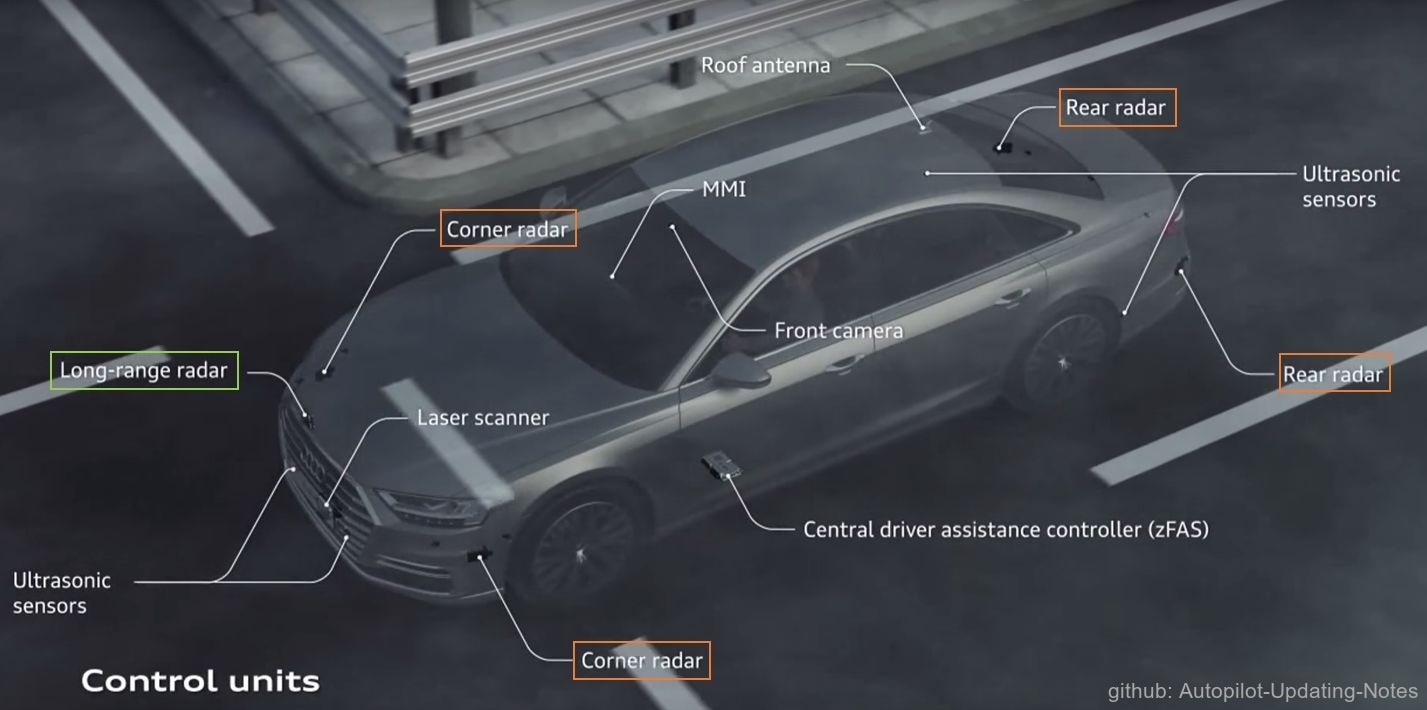 Roof antenna
Rear radar
Ultrasonic
sensors
MMI
Corner radar
Front camera
Long-range radar
Rear radar
Laser scanner
Central driver assistance controller (zFAS)
Ultrasonic
sensors
Corner radar
Control units
github: Autopilot-Updating-Notes